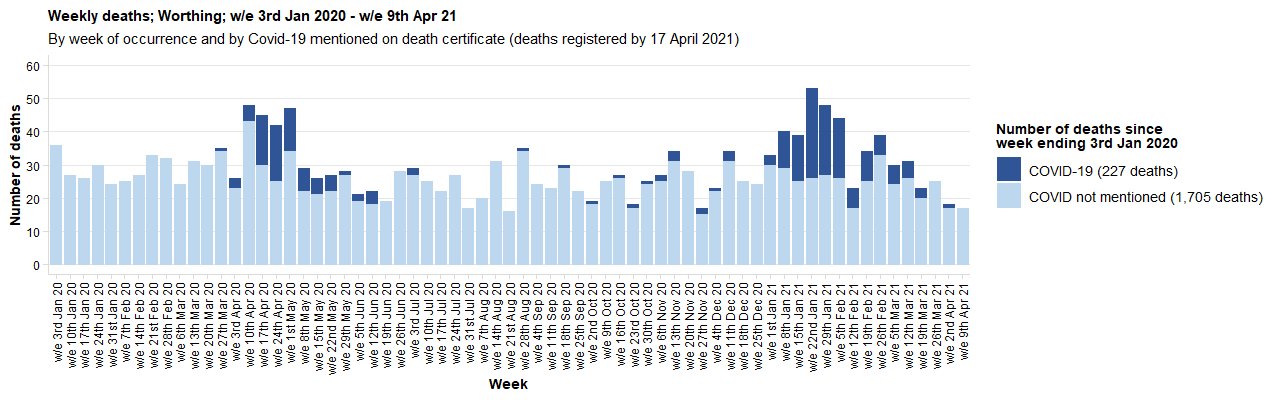 Weekly deaths; Worthing; w/e 3rd Jan 2020 - w/e 9th Apr 21
By week of occurrence and by Covid-19 mentioned on death certificate (deaths registered by 17 April 2021)
Number of deaths
60
50
40
30
20
10
0
w/e 3rd Jan 20
w/e 10th Jan 20
w/e 17th Jan 20
w/e 24th Jan 20
w/e 31st Jan 20
w/e 7th Feb 20
w/e 14th Feb 20
w/e 21st Feb 20
w/e 28th Feb 20
w/e 6th Mar 20
w/e 13th Mar 20
w/e 20th Mar 20
w/e 27th Mar 20
w/e 3rd Apr 20
w/e 10th Apr 20
w/e 17th Apr 20
w/e 24th Apr 20
w/e 1st May 20
w/e 8th May 20
w/e 15th May 20
w/e 22nd May 20
w/e 29th May 20
w/e 5th Jun 20
w/e 12th Jun 20
w/e 19th Jun 20
w/e 26th Jun 20
w/e 3rd Jul 20
w/e 10th Jul 20
w/e 17th Jul 20
w/e 24th Jul 20
w/e 31st Jul 20
w/e 7th Aug 20
w/e 14th Aug 20
w/e 21st Aug 20
w/e 28th Aug 20
w/e 4th Sep 20
w/e 11th Sep 20
w/e 18th Sep 20
w/e 25th Sep 20
w/e 2nd Oct 20
w/e 9th Oct 20
w/e 16th Oct 20
w/e 23rd Oct 20
w/e 30th Oct 20
w/e 6th Nov 20
w/e 13th Nov 20
w/e 20th Nov 20
w/e 27th Nov 20
w/e 4th Dec 20
w/e 11th Dec 20
w/e 18th Dec 20
w/e 25th Dec 20
w/e 1st Jan 21
w/e 8th Jan 21
w/e 15th Jan 21
w/e 22nd Jan 21
w/e 29th Jan 21
w/e 5th Feb 21
w/e 12th Feb 21
w/e 19th Feb 21
w/e 26th Feb 21
w/e 5th Mar 21
w/e 12th Mar 21
w/e 19th Mar 21
w/e 26th Mar 21
w/e 2nd Apr 21
w/e 9th Apr 21
Week
Number of deaths since
week ending 3rd Jan 2020
COVID-19 (227 deaths)
COVID not mentioned (1,705 deaths)